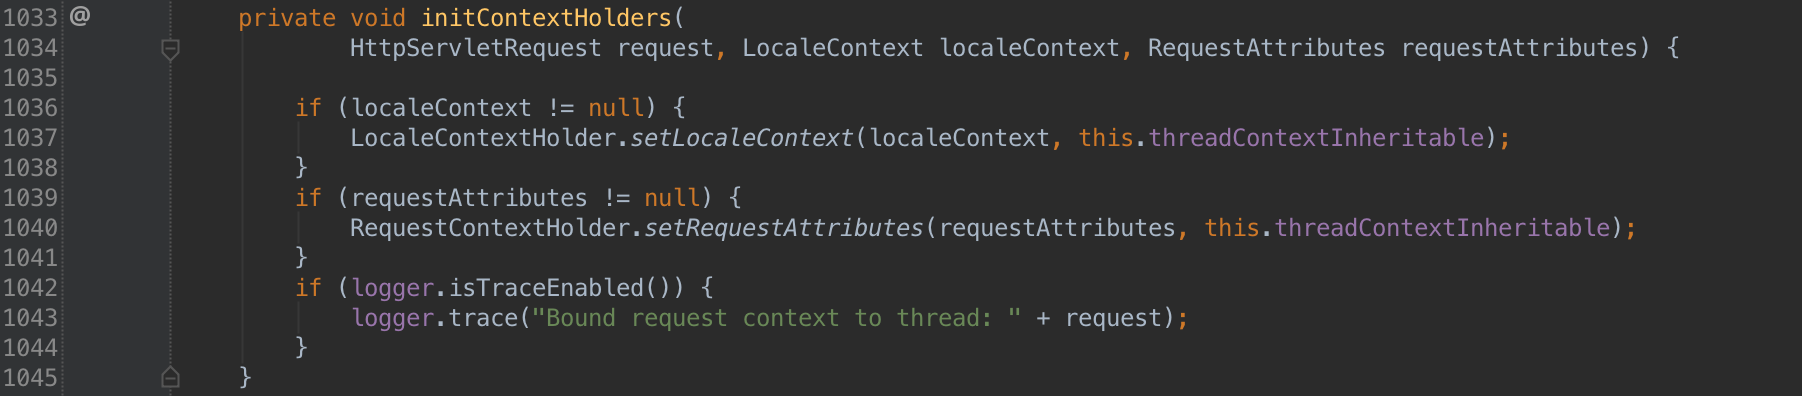 1033 @ private void initContextHolders(
1034 HttpServletRequest request, LocaleContext localeContext, RequestAttributes requestAttributes) {
1035
1036 if (localeContext != null) {
1037 LocaleContextHolder.setLocaleContext(localeContext, this.threadContextInheritable);
1038 }
1039 if (requestAttributes != null) {
1040 RequestContextHolder.setRequestAttributes(requestAttributes, this.threadContextInheritable);
1041 }
1042 if (logger.isTraceEnabled()) {
1043 logger.trace("Bound request context to thread: " + request);
1044 }
1045 }